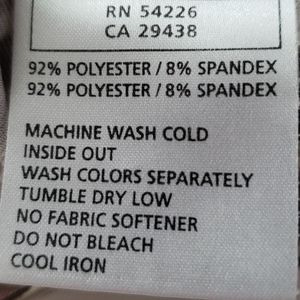 RN 54226
CA 29438
92% POLYESTER / 8% SPANDEX
92% POLYESTER / 8% SPANDEX
MACHINE WASH COLD
INSIDE OUT
WASH COLORS SEPARATELY
TUMBLE DRY LOW
NO FABRIC SOFTENER
DO NOT BLEACH
COOL IRON